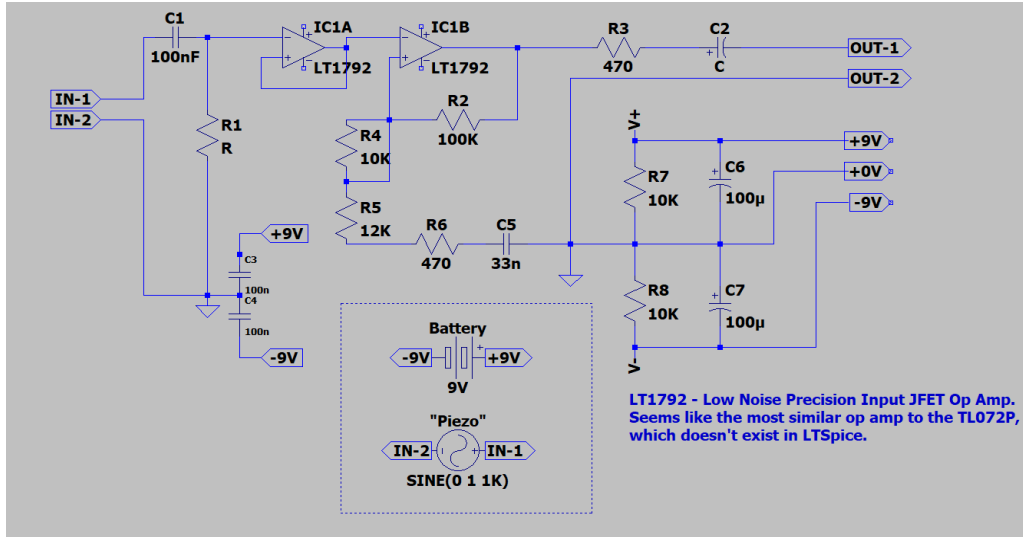 C1
100nF
IC1A
LT1792
IC1B
LT1792
R3
470
C2
C
OUT-1
OUT-2
IN-1
IN-2
R1
R
R2
100K
R4
10K
R5
12K
R6
470
C5
33n
V+
R7
10K
C6
100µ
+9V
+0V
-9V
+9V
C3
100n
C4
100n
-9V
R8
10K
C7
100µ
V-
Battery
-9V
+9V
9V
"Piezo"
IN-2
IN-1
SINE(0 1 1K)
LT1792 - Low Noise Precision Input JFET Op Amp.
Seems like the most similar op amp to the TL072P,
which doesn't exist in LTSpice.